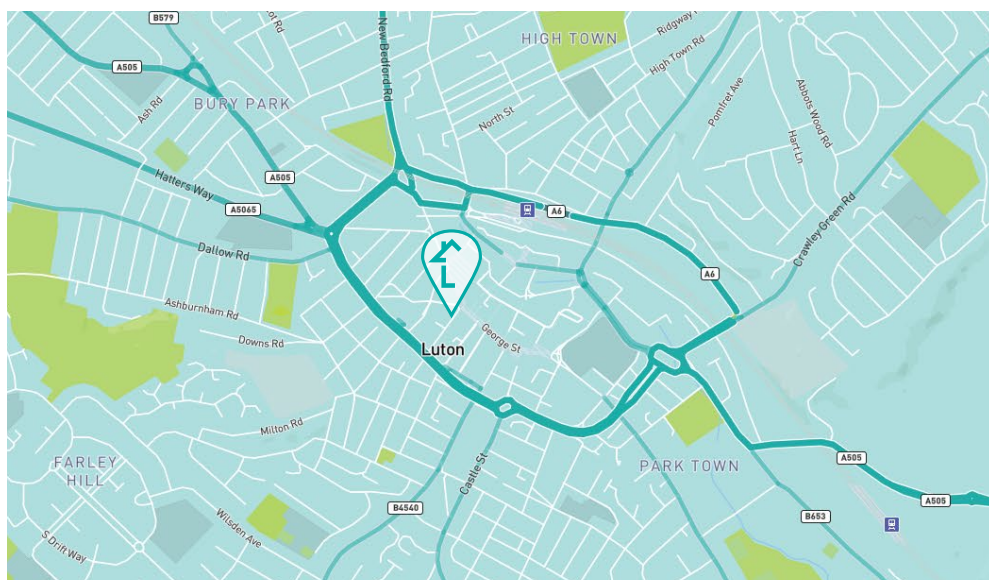 B579
New Bedford Rd
HIGH TOWN
Ridgway
High Town Rd
A505
BURY PARK
Ash Rd
North St
Pomfret Ave
Abbots Wood Rd
Hart Ln
A505
Hatters Way
A5065
A6
Crawley Green Rd
Dallow Rd
A6
L
Ashburnham Rd
Downs Rd
George St
Luton
Milton Rd
FARLEY
HILL
PARK TOWN
A505
Castle St
A505
B4540
B653
Wilsden Ave
S Drift Way